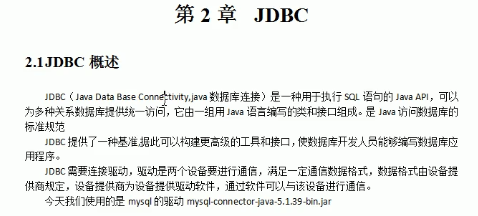 第 2 章 JDBC
2.1JDBC 概述
JDBC（Java Data Base Connectivity,java 数据库连接）是一种用于执行 SQL 语句的 Java API，可以
为多种关系数据库提供统一访问，它由一组用 Java 语言编写的类和接口组成。是 Java 访问数据库的
标准规范
JDBC 提供了一种基准,据此可以构建更高级的工具和接口，使数据库开发人员能够编写数据库应
用程序。
JDBC 需要连接驱动，驱动是两个设备要进行通信，满足一定通信数据格式，数据格式由设备提
供商规定，设备提供商为设备提供驱动软件，通过软件可以与该设备进行通信。
今天我们使用的是 mysql 的驱动 mysql-connector-java-5.1.39-bin.jar